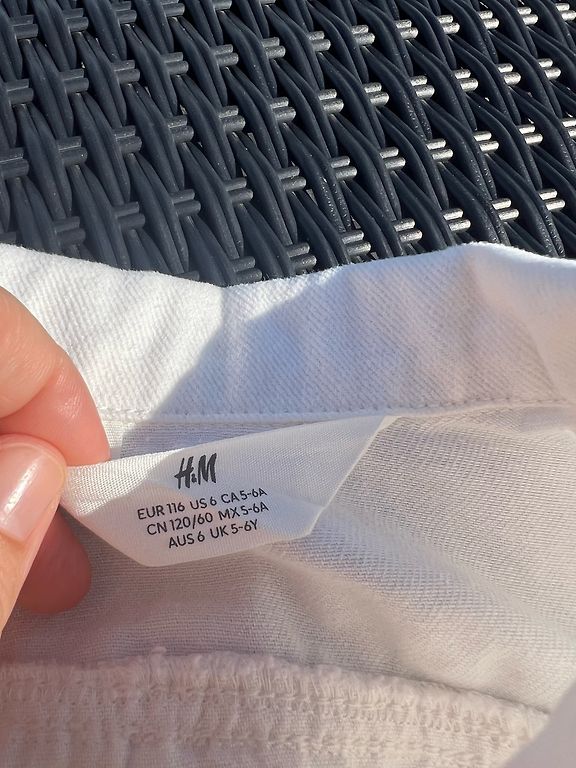 H&M
EUR 116 US 6 CA 5-6A
CN 120/60 MX 5-6A
AUS 6 UK 5-6Y